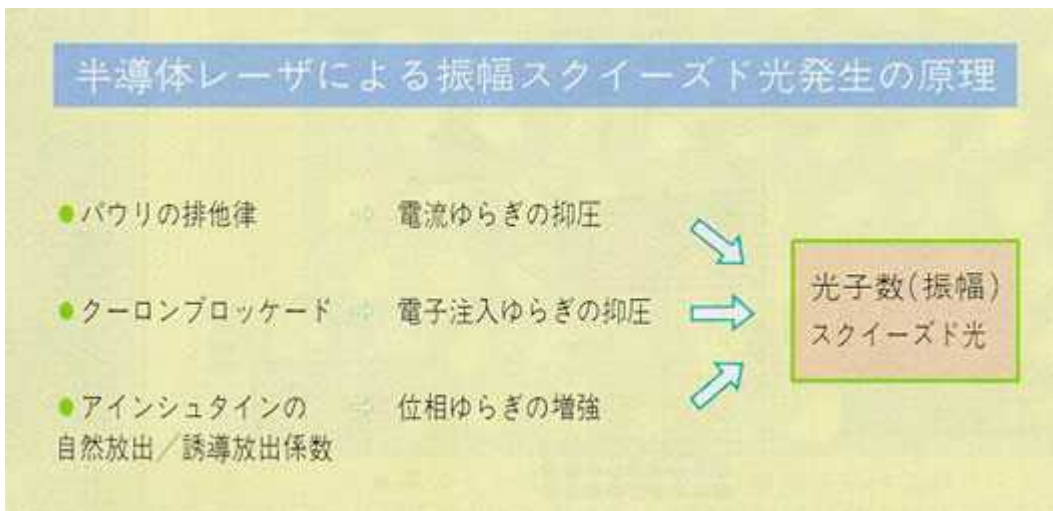 半導体レーザによる振幅スクイーズド光発生の原理
●パウリの排他律 ⇨ 電流ゆらぎの抑圧
●クーロンブロッケード ⇨ 電子注入ゆらぎの抑圧
●アインシュタインの ⇨ 位相ゆらぎの増強
自然放出/誘導放出係数
光子数(振幅)
スクイーズド光